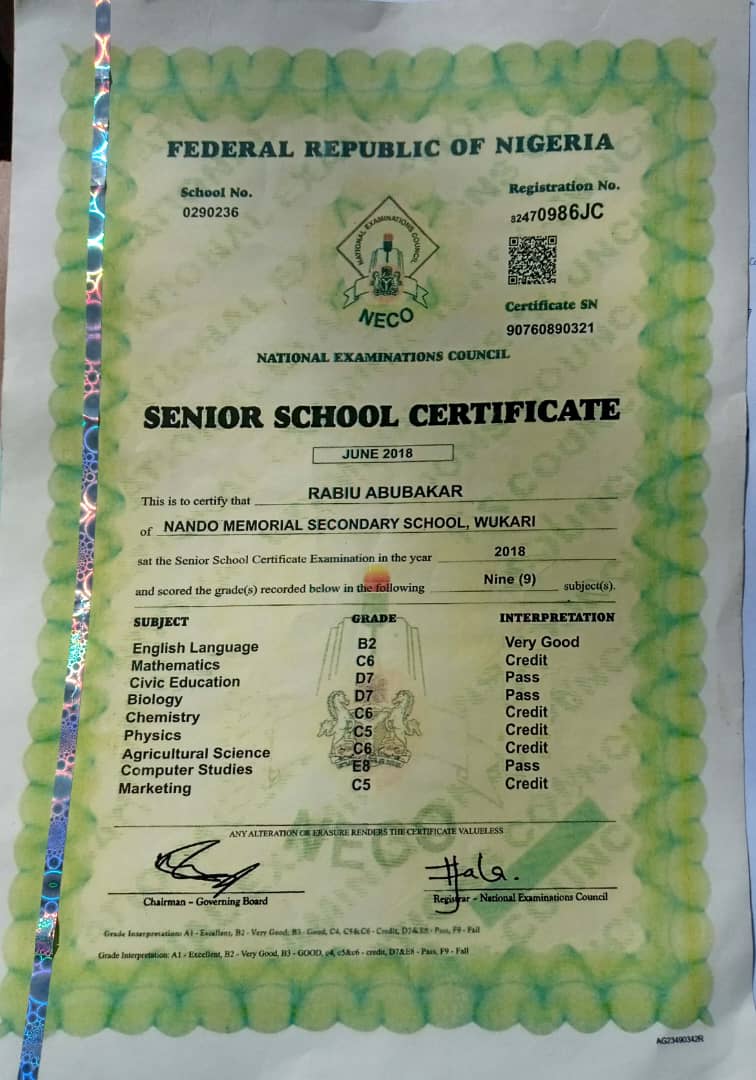 FEDERAL REPUBLIC OF NIGERIA
School No.
0290236
Registration No.
82470986JC
NATIONAL EXAMINATIONS COUNCIL
NECO
Certificate SN
90760890321
NATIONAL EXAMINATIONS COUNCIL
SENIOR SCHOOL CERTIFICATE
JUNE 2018
This is to certify that RABIU ABUBAKAR
of NANDO MEMORIAL SECONDARY SCHOOL, WUKARI
sat the Senior School Certificate Examination in the year 2018
and scored the grade(s) recorded below in the following Nine (9) subject(s).
SUBJECT GRADE INTERPRETATION
English Language B2 Very Good
Mathematics C6 Credit
Civic Education D7 Pass
Biology D7 Pass
Chemistry C6 Credit
Physics C5 Credit
Agricultural Science C6 Credit
Computer Studies E8 Pass
Marketing C5 Credit
NECO
ANY ALTERATION OR ERASURE RENDERS THE CERTIFICATE VALUELESS
Chairman - Governing Board
Registrar - National Examinations Council
Grade Interpretation: A1 - Excellent, B2 - Very Good, B3 - Good, C4, C5&C6 - Credit, D7&E8 - Pass, F9 - Fail
Grade Interpretation: A1 - Excellent, B2 - Very Good, B3 - GOOD, c4, c5&c6 - credit, D7&E8 - Pass, F9 - Fall
AG23490342R